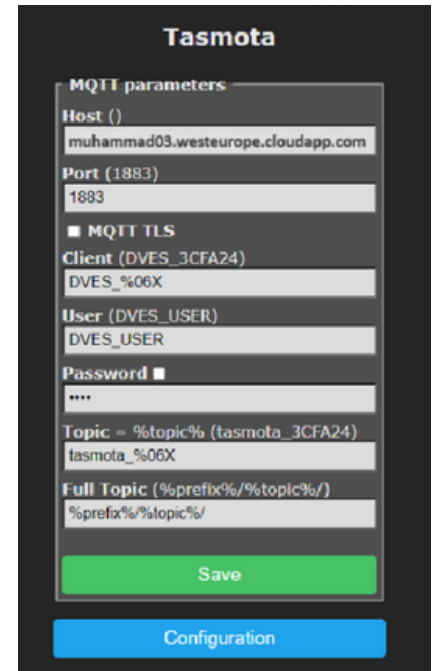 Tasmota
MQTT parameters
Host ()
muhammad03.westeurope.cloudapp.com
Port (1883)
1883
MQTT TLS
Client (DVES_3CFA24)
DVES_%06X
User (DVES_USER)
DVES_USER
Password
••••
Topic = %topic% (tasmota_3CFA24)
tasmota_%06X
Full Topic (%prefix%/%topic%/)
%prefix%/%topic%/
Save
Configuration